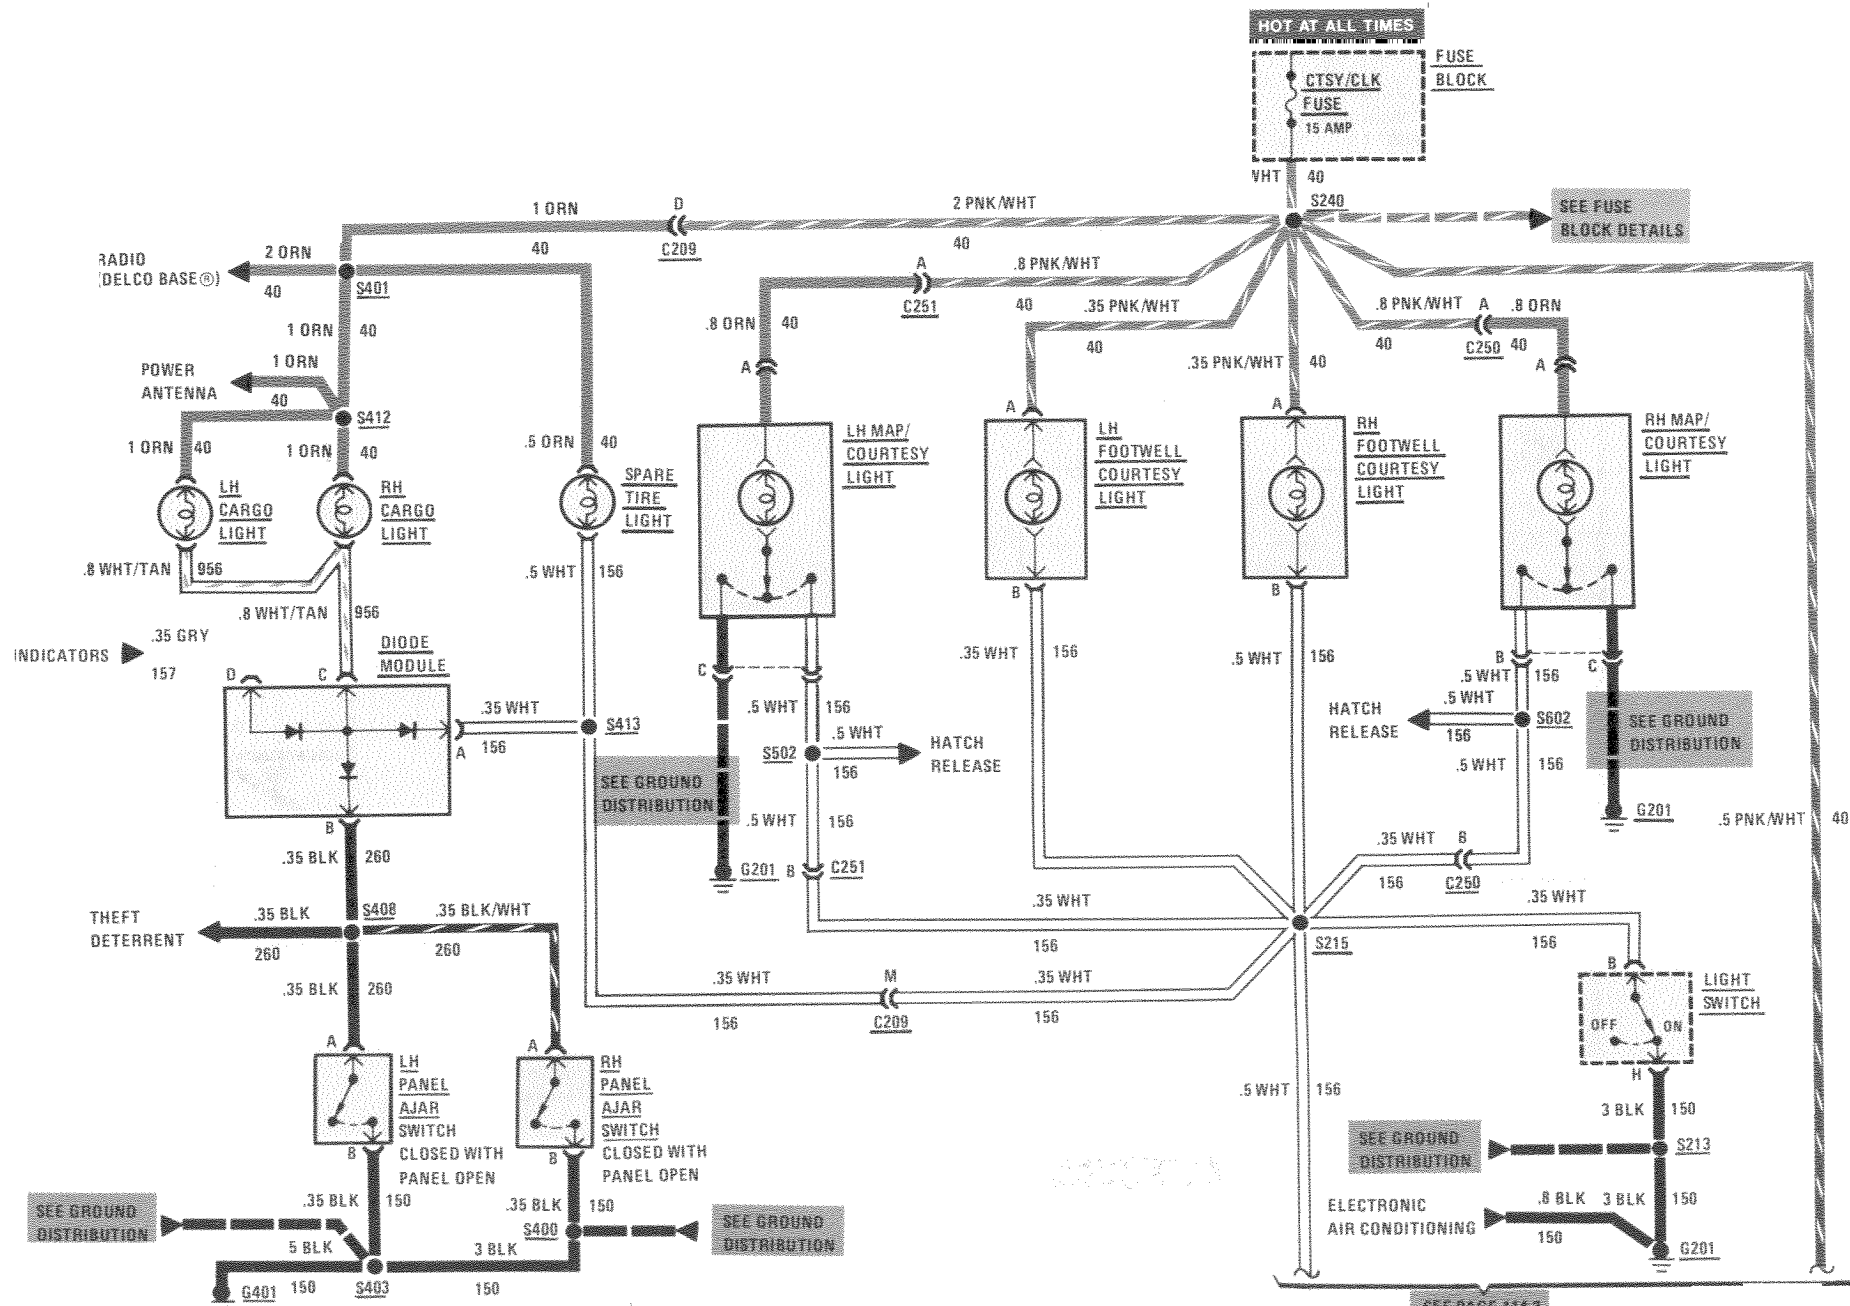 HOT AT ALL TIMES
FUSE
BLOCK
CTSY/CLK
FUSE
15 AMP
WHT 40
S240
SEE FUSE
BLOCK DETAILS
1 ORN
40
D
C209
2 PNK/WHT
40
RADIO
(DELCO BASE®)
2 ORN
40
S401
A
C251
.8 PNK/WHT
40
.35 PNK/WHT
40
.8 PNK/WHT
40
A
C250
.8 ORN
40
1 ORN 40
.8 ORN 40
.35 PNK/WHT 40
POWER
ANTENNA
1 ORN
40
S412
A
A
A
A
1 ORN 40
1 ORN 40
.5 ORN 40
LH
CARGO
LIGHT
RH
CARGO
LIGHT
SPARE
TIRE
LIGHT
LH MAP/
COURTESY
LIGHT
LH
FOOTWELL
COURTESY
LIGHT
RH
FOOTWELL
COURTESY
LIGHT
RH MAP/
COURTESY
LIGHT
.8 WHT/TAN 956
.8 WHT/TAN 956
.5 WHT 156
B
B
INDICATORS
.35 GRY
157
DIODE
MODULE
D
C
A
B
.35 WHT
156
S413
C
.5 WHT 156
S502
.5 WHT
156
HATCH
RELEASE
.35 WHT 156
.5 WHT 156
B
C
.5 WHT 156
HATCH
RELEASE
.5 WHT
156
S602
SEE GROUND
DISTRIBUTION
SEE GROUND
DISTRIBUTION
.5 WHT 156
.5 WHT 156
G201
B
C251
G201
.5 PNK/WHT 40
.35 BLK 260
.35 WHT
156
B
C250
THEFT
DETERRENT
.35 BLK
260
S408
.35 BLK/WHT
260
.35 WHT
156
S215
.35 WHT
156
.35 BLK 260
.35 WHT
156
M
C209
.35 WHT
156
B
LIGHT
SWITCH
OFF ON
H
A
LH
PANEL
AJAR
SWITCH
CLOSED WITH
PANEL OPEN
B
A
RH
PANEL
AJAR
SWITCH
CLOSED WITH
PANEL OPEN
B
.5 WHT 156
3 BLK 150
SEE GROUND
DISTRIBUTION
S213
ELECTRONIC
AIR CONDITIONING
.8 BLK
150
3 BLK 150
G201
SEE GROUND
DISTRIBUTION
.35 BLK 150
.35 BLK 150
S400
SEE GROUND
DISTRIBUTION
5 BLK
150
3 BLK
150
G401
S403